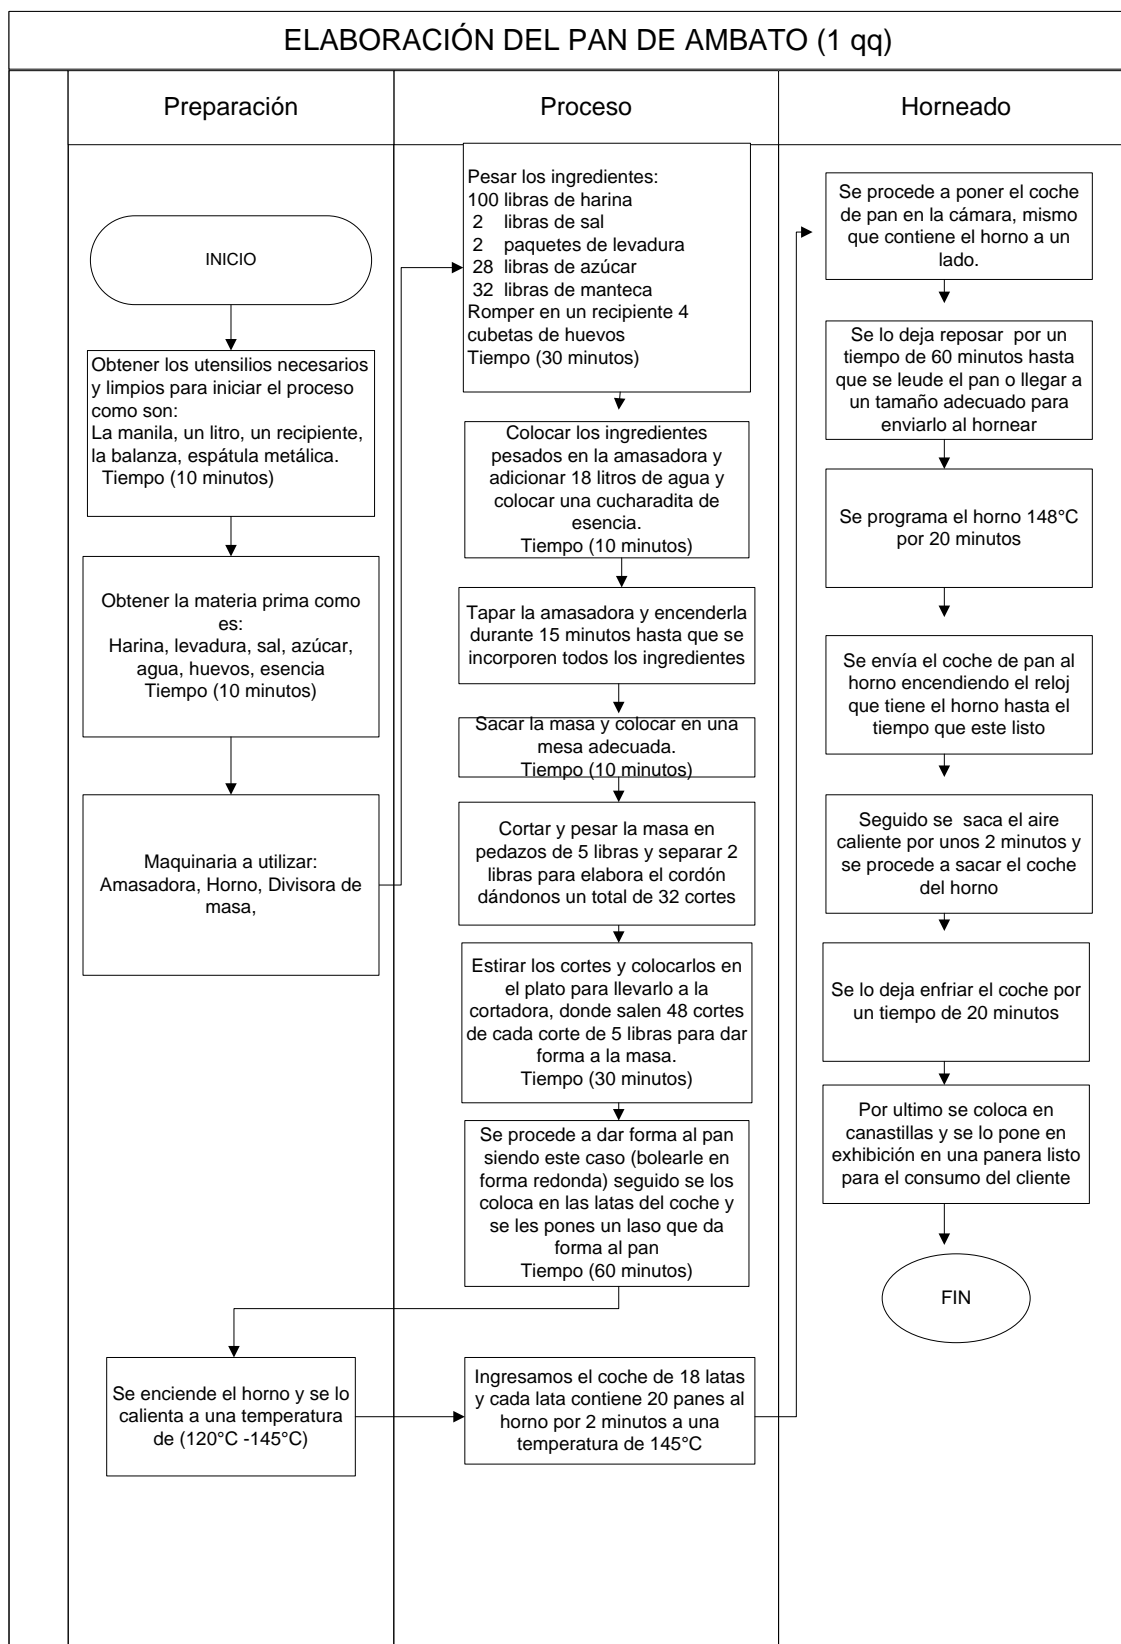 ELABORACIÓN DEL PAN DE AMBATO (1 qq)
Preparación
Proceso
Horneado
INICIO
Obtener los utensilios necesarios
y limpios para iniciar el proceso
como son:
La manila, un litro, un recipiente,
la balanza, espátula metálica.
Tiempo (10 minutos)
Obtener la materia prima como
es:
Harina, levadura, sal, azúcar,
agua, huevos, esencia
Tiempo (10 minutos)
Maquinaria a utilizar:
Amasadora, Horno, Divisora de
masa,
Pesar los ingredientes:
100 libras de harina
2 libras de sal
2 paquetes de levadura
28 libras de azúcar
32 libras de manteca
Romper en un recipiente 4
cubetas de huevos
Tiempo (30 minutos)
Colocar los ingredientes
pesados en la amasadora y
adicionar 18 litros de agua y
colocar una cucharadita de
esencia.
Tiempo (10 minutos)
Tapar la amasadora y encenderla
durante 15 minutos hasta que se
incorporen todos los ingredientes
Sacar la masa y colocar en una
mesa adecuada.
Tiempo (10 minutos)
Cortar y pesar la masa en
pedazos de 5 libras y separar 2
libras para elabora el cordón
dándonos un total de 32 cortes
Estirar los cortes y colocarlos en
el plato para llevarlo a la
cortadora, donde salen 48 cortes
de cada corte de 5 libras para dar
forma a la masa.
Tiempo (30 minutos)
Se procede a dar forma al pan
siendo este caso (bolearle en
forma redonda) seguido se los
coloca en las latas del coche y
se les pones un laso que da
forma al pan
Tiempo (60 minutos)
Se enciende el horno y se lo
calienta a una temperatura
de (120°C -145°C)
Ingresamos el coche de 18 latas
y cada lata contiene 20 panes al
horno por 2 minutos a una
temperatura de 145°C
Se procede a poner el coche
de pan en la cámara, mismo
que contiene el horno a un
lado.
Se lo deja reposar por un
tiempo de 60 minutos hasta
que se leude el pan o llegar a
un tamaño adecuado para
enviarlo al hornear
Se programa el horno 148°C
por 20 minutos
Se envía el coche de pan al
horno encendiendo el reloj
que tiene el horno hasta el
tiempo que este listo
Seguido se saca el aire
caliente por unos 2 minutos y
se procede a sacar el coche
del horno
Se lo deja enfriar el coche por
un tiempo de 20 minutos
Por ultimo se coloca en
canastillas y se lo pone en
exhibición en una panera listo
para el consumo del cliente
FIN